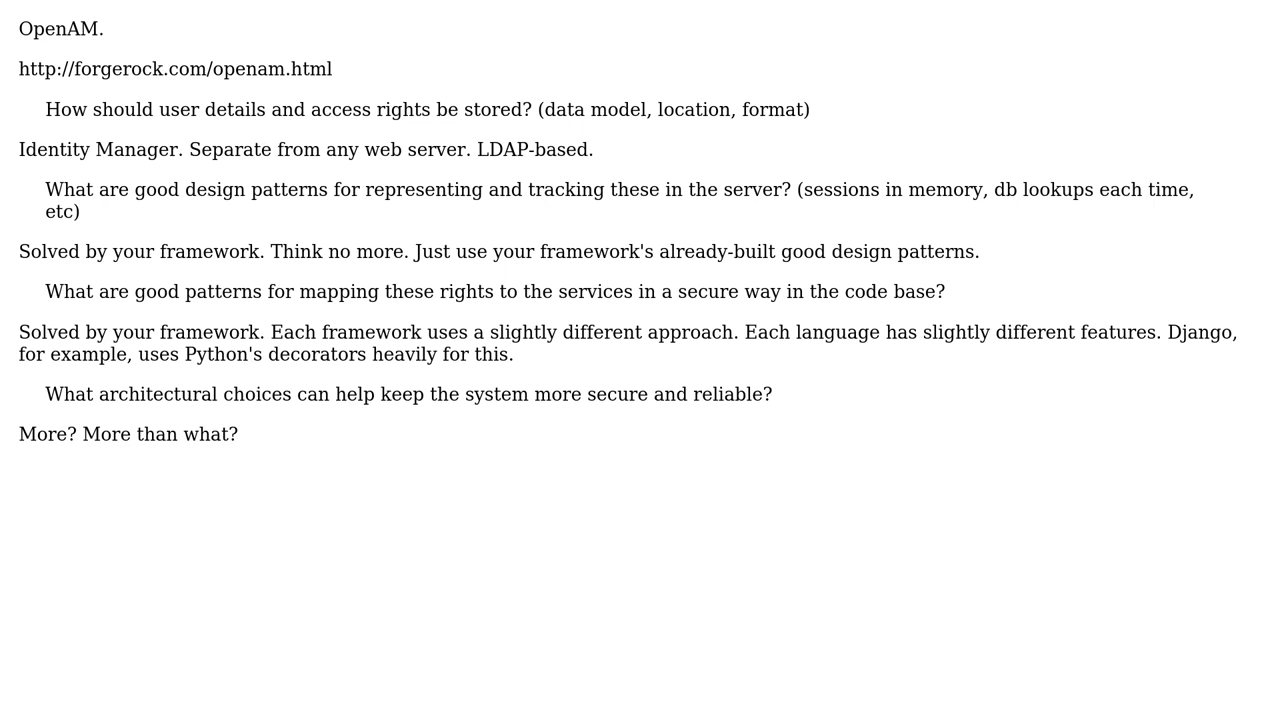 OpenAM.
http://forgerock.com/openam.html
How should user details and access rights be stored? (data model, location, format)
Identity Manager. Separate from any web server. LDAP-based.
What are good design patterns for representing and tracking these in the server? (sessions in memory, db lookups each time,
etc)
Solved by your framework. Think no more. Just use your framework's already-built good design patterns.
What are good patterns for mapping these rights to the services in a secure way in the code base?
Solved by your framework. Each framework uses a slightly different approach. Each language has slightly different features. Django,
for example, uses Python's decorators heavily for this.
What architectural choices can help keep the system more secure and reliable?
More? More than what?